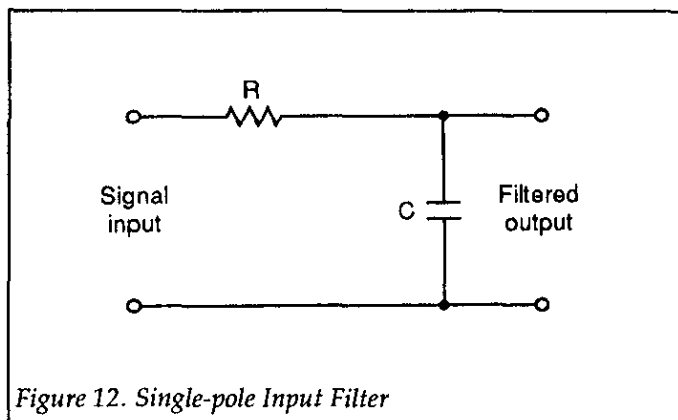 R
Signal
input
C
Filtered
output
Figure 12. Single-pole Input Filter